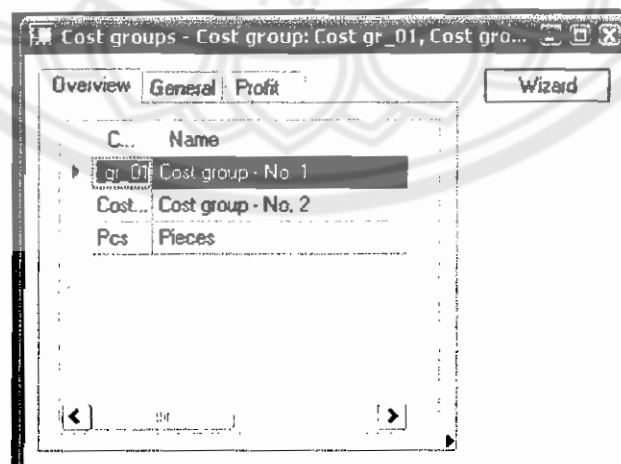 Cost groups - Cost group: Cost gr_01, Cost gro...
Overview General Profit Wizard
C... Name
gr_01 Cost group - No. 1
Cost... Cost group - No. 2
Pcs Pieces